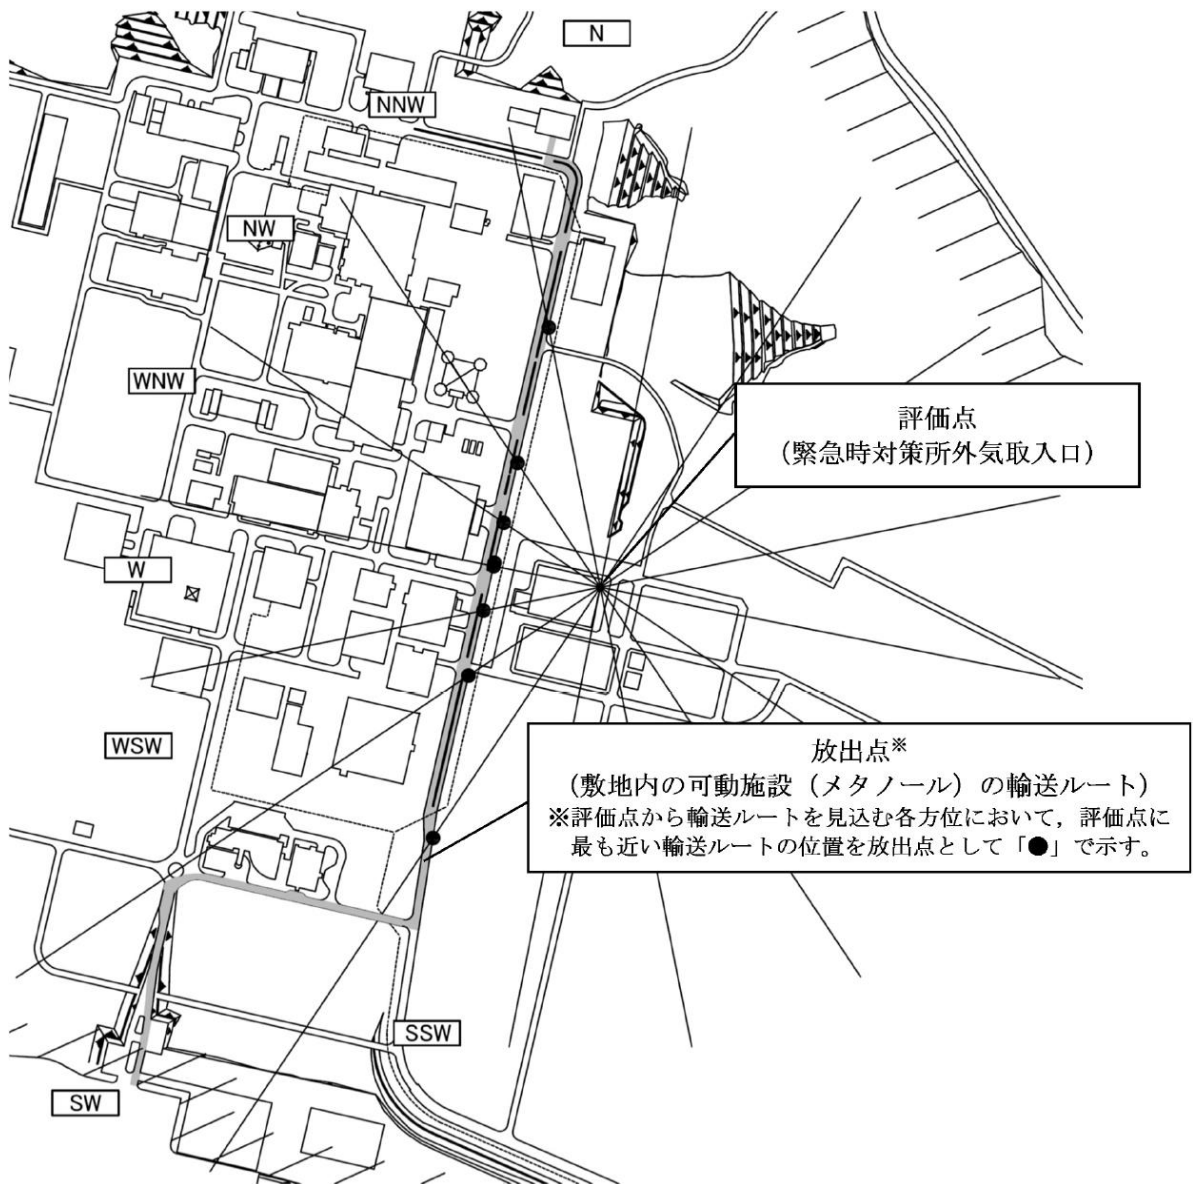 N
NNW
NW
WNW
評価点
(緊急時対策所外気取入口)
W
WSW
放出点※
(敷地内の可動施設(メタノール)の輸送ルート)
※評価点から輸送ルートを見込む各方位において,評価点に
最も近い輸送ルートの位置を放出点として「●」で示す。
SSW
SW